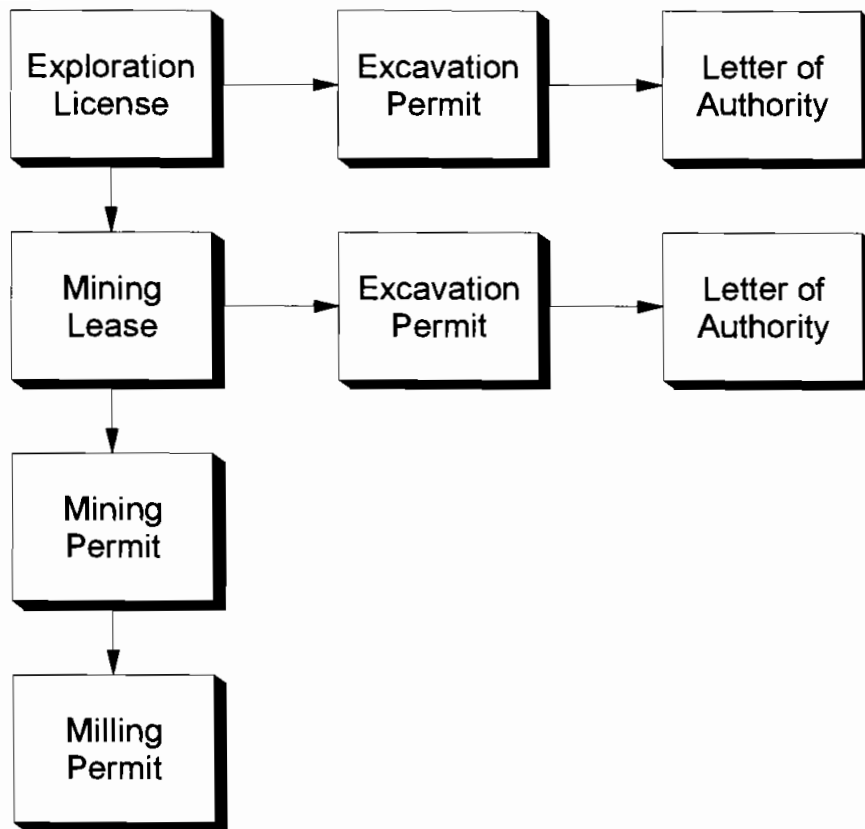 Exploration
License
Excavation
Permit
Letter of
Authority
Mining
Lease
Excavation
Permit
Letter of
Authority
Mining
Permit
Milling
Permit